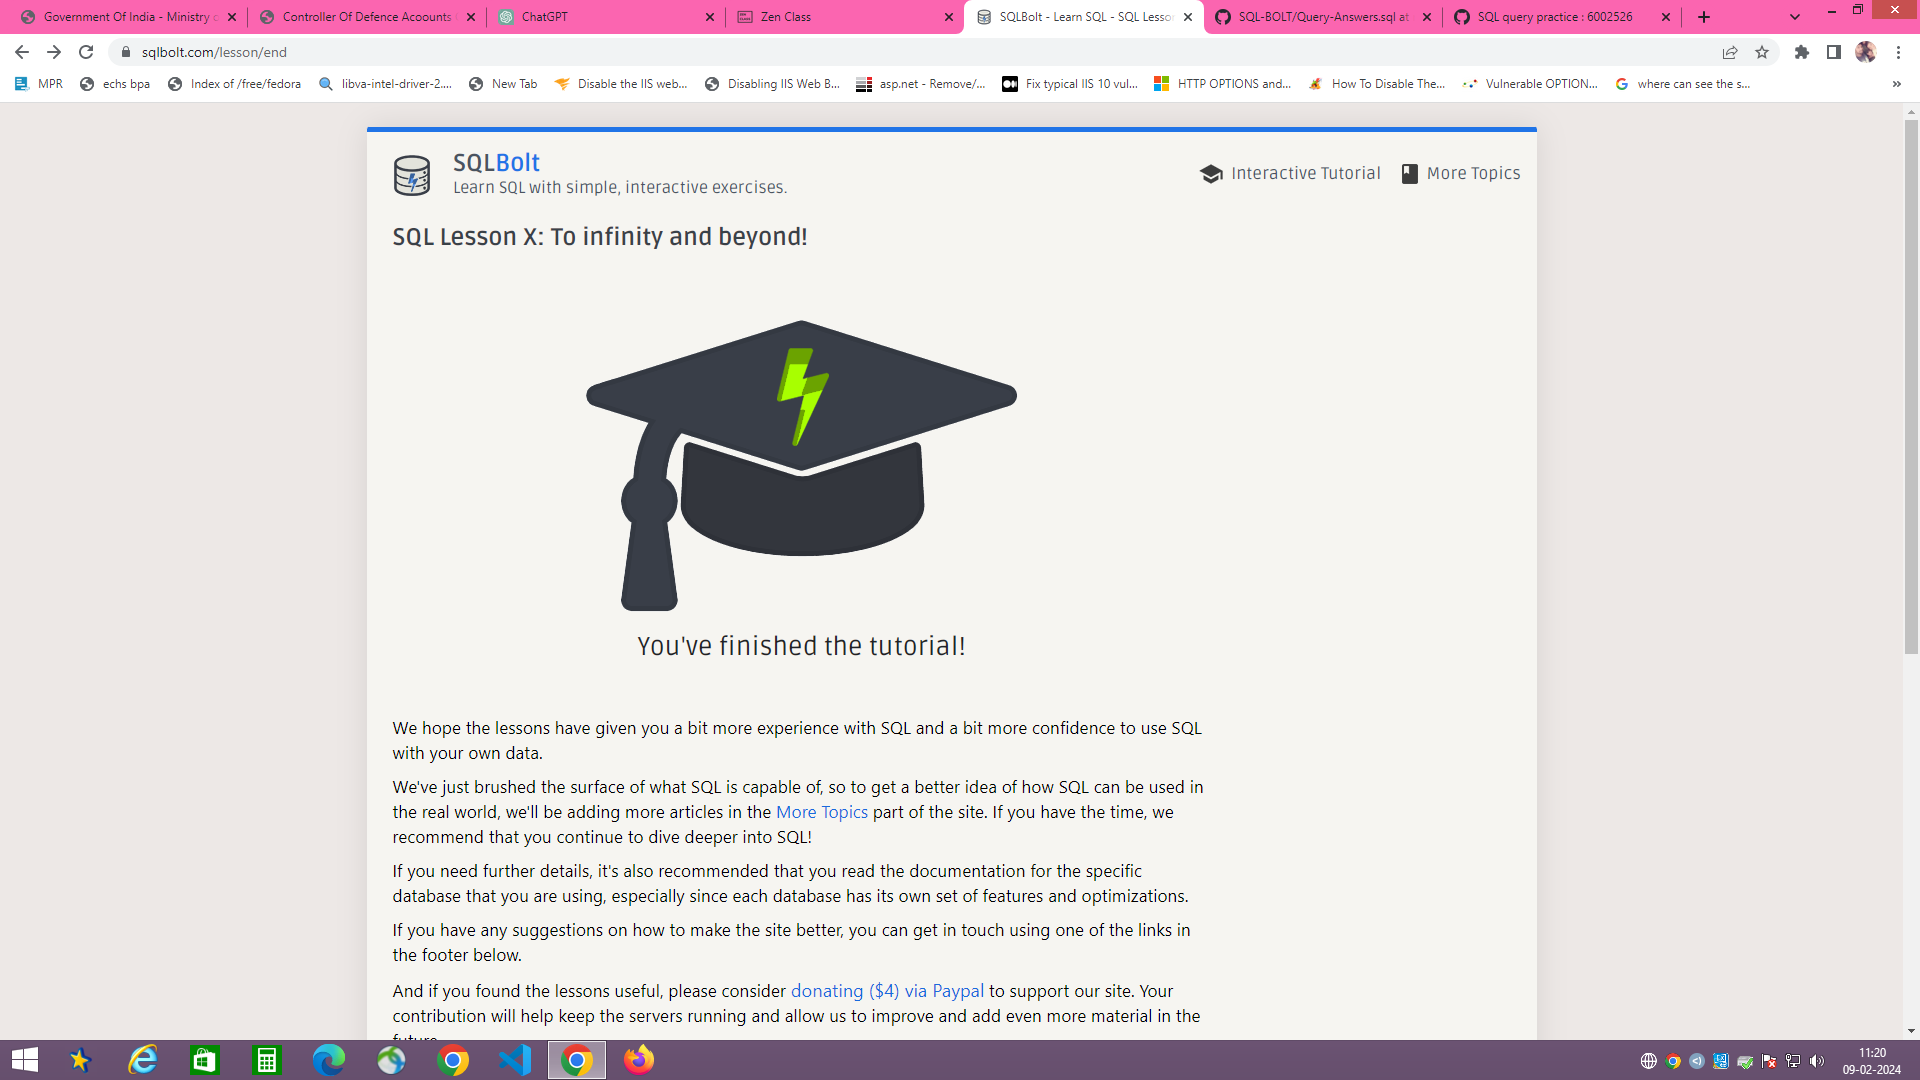 Government Of India - Ministry
Controller Of Defence Acoounts
ChatGPT
Zen Class
SQLBolt - Learn SQL - SQL Lesson
SQL-BOLT/Query-Answers.sql at
SQL query practice : 6002526
sqlbolt.com/lesson/end
MPR
echs bpa
Index of /free/fedora
libva-intel-driver-2....
New Tab
Disable the IIS web...
Disabling IIS Web B...
asp.net - Remove/...
Fix typical IIS 10 vul...
HTTP OPTIONS and...
How To Disable The...
Vulnerable OPTION...
where can see the s...
»
SQLBolt
Learn SQL with simple, interactive exercises.
Interactive Tutorial
More Topics
SQL Lesson X: To infinity and beyond!
You've finished the tutorial!
We hope the lessons have given you a bit more experience with SQL and a bit more confidence to use SQL
with your own data.
We've just brushed the surface of what SQL is capable of, so to get a better idea of how SQL can be used in
the real world, we'll be adding more articles in the More Topics part of the site. If you have the time, we
recommend that you continue to dive deeper into SQL!
If you need further details, it's also recommended that you read the documentation for the specific
database that you are using, especially since each database has its own set of features and optimizations.
If you have any suggestions on how to make the site better, you can get in touch using one of the links in
the footer below.
And if you found the lessons useful, please consider donating ($4) via Paypal to support our site. Your
contribution will help keep the servers running and allow us to improve and add even more material in the
future.
11:20
09-02-2024